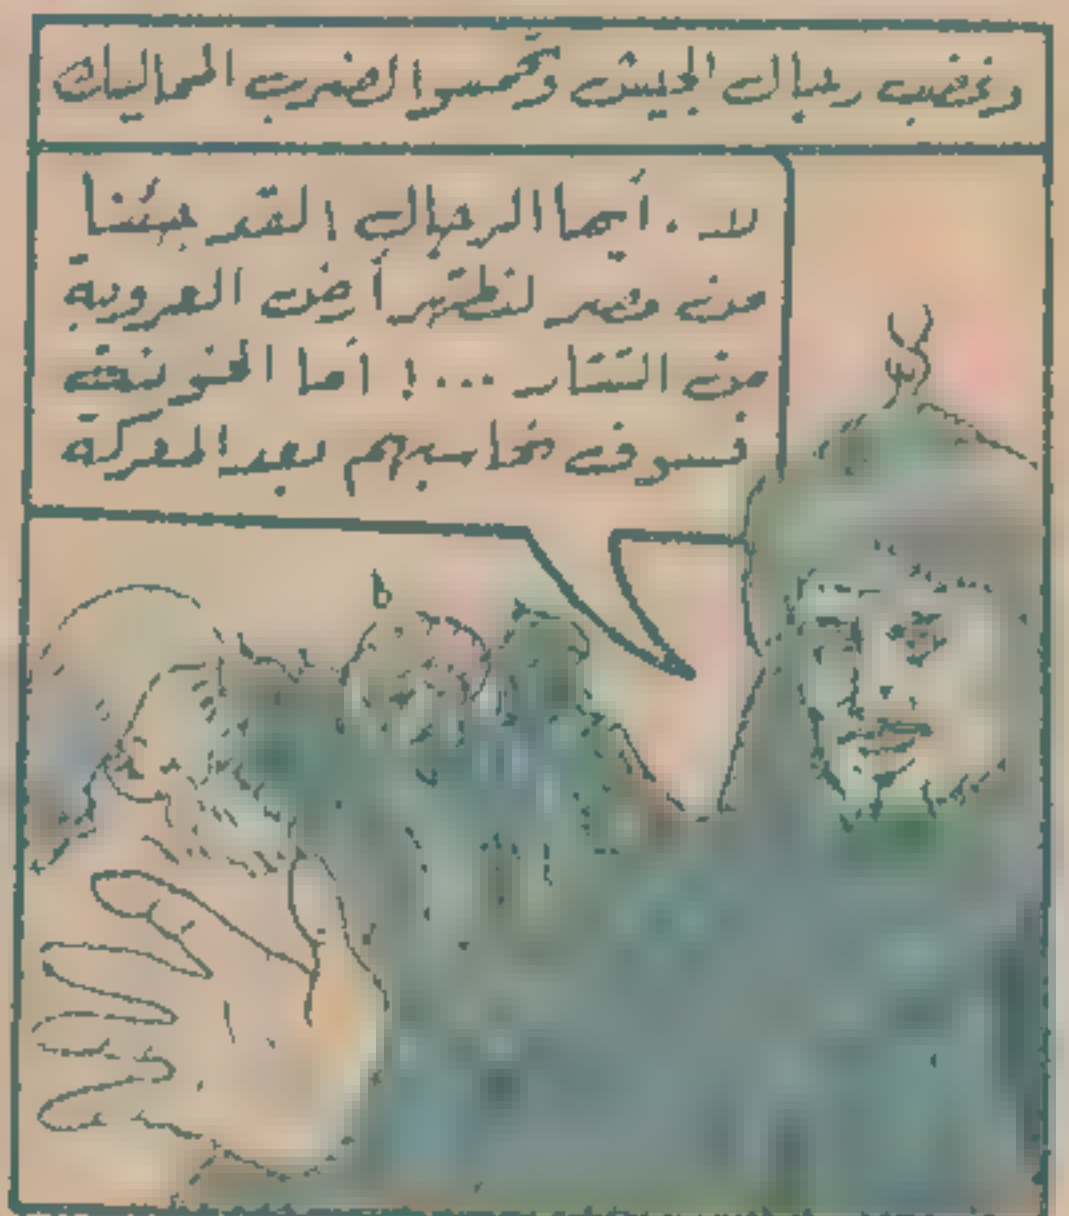 وغضب رجال الجيش وتحمسوا لضرب المماليك
لا . أيها الرجال ! لقد جئنا
من مصر لنطهر أرض العروبة
من التتار ... ! أما الخونة
فسوف نحاسبهم بعد المعركة